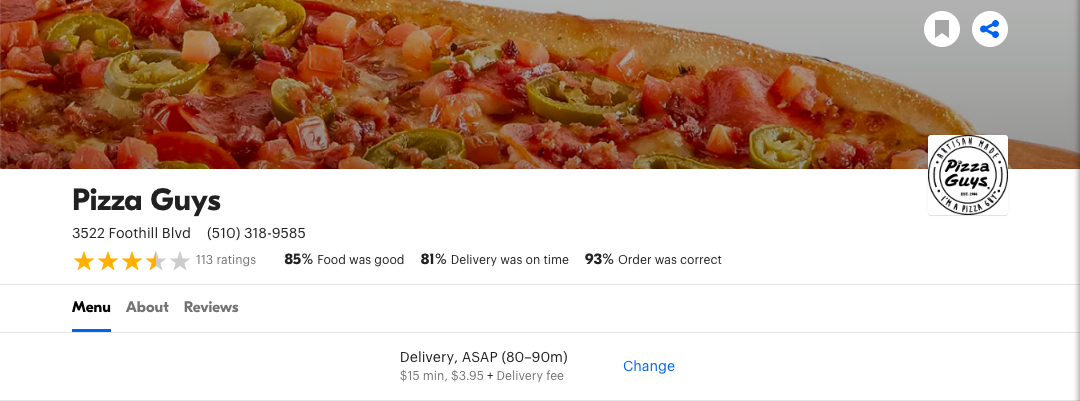 ARTISAN MADE
Pizza
Guys.
EST. 1986
I'M A PIZZA GUY
Pizza Guys
3522 Foothill Blvd (510) 318-9585
113 ratings 85% Food was good 81% Delivery was on time 93% Order was correct
Menu About Reviews
Delivery, ASAP (80–90m)
$15 min, $3.95 + Delivery fee
Change